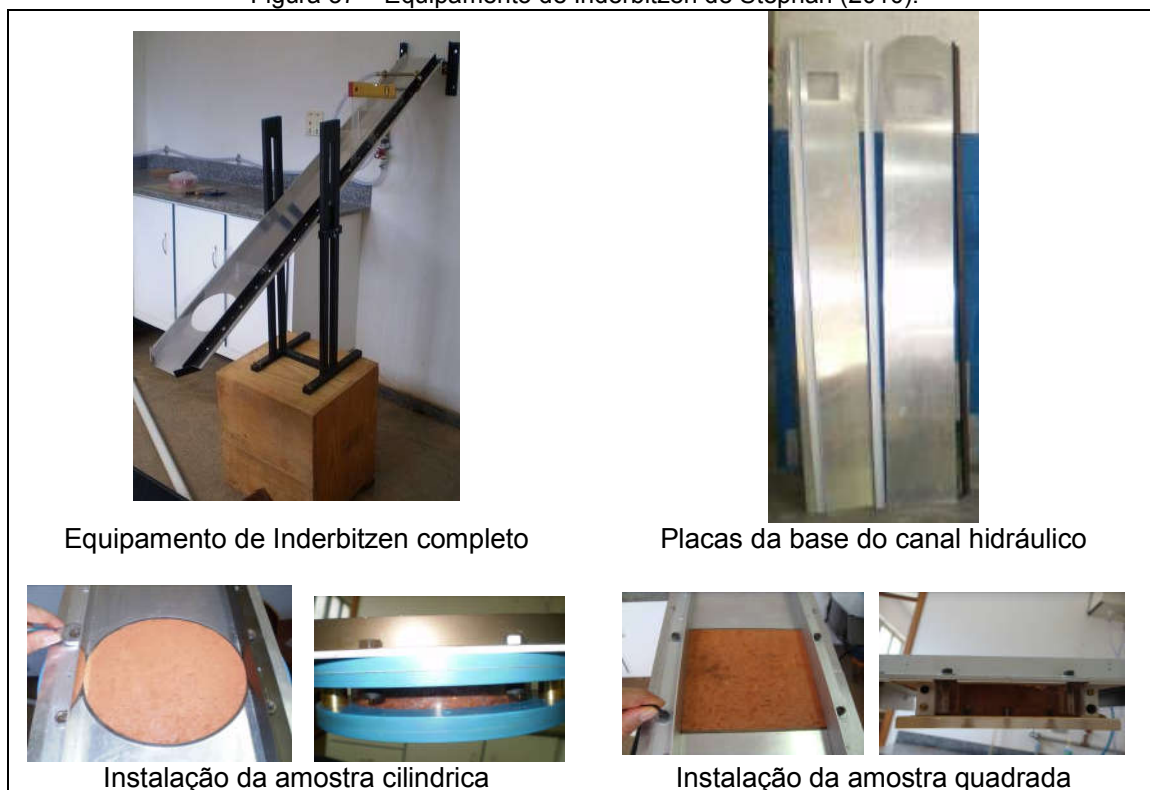 Equipamento de Inderbitzen completo
Placas da base do canal hidráulico
Instalação da amostra cilindrica
Instalação da amostra quadrada